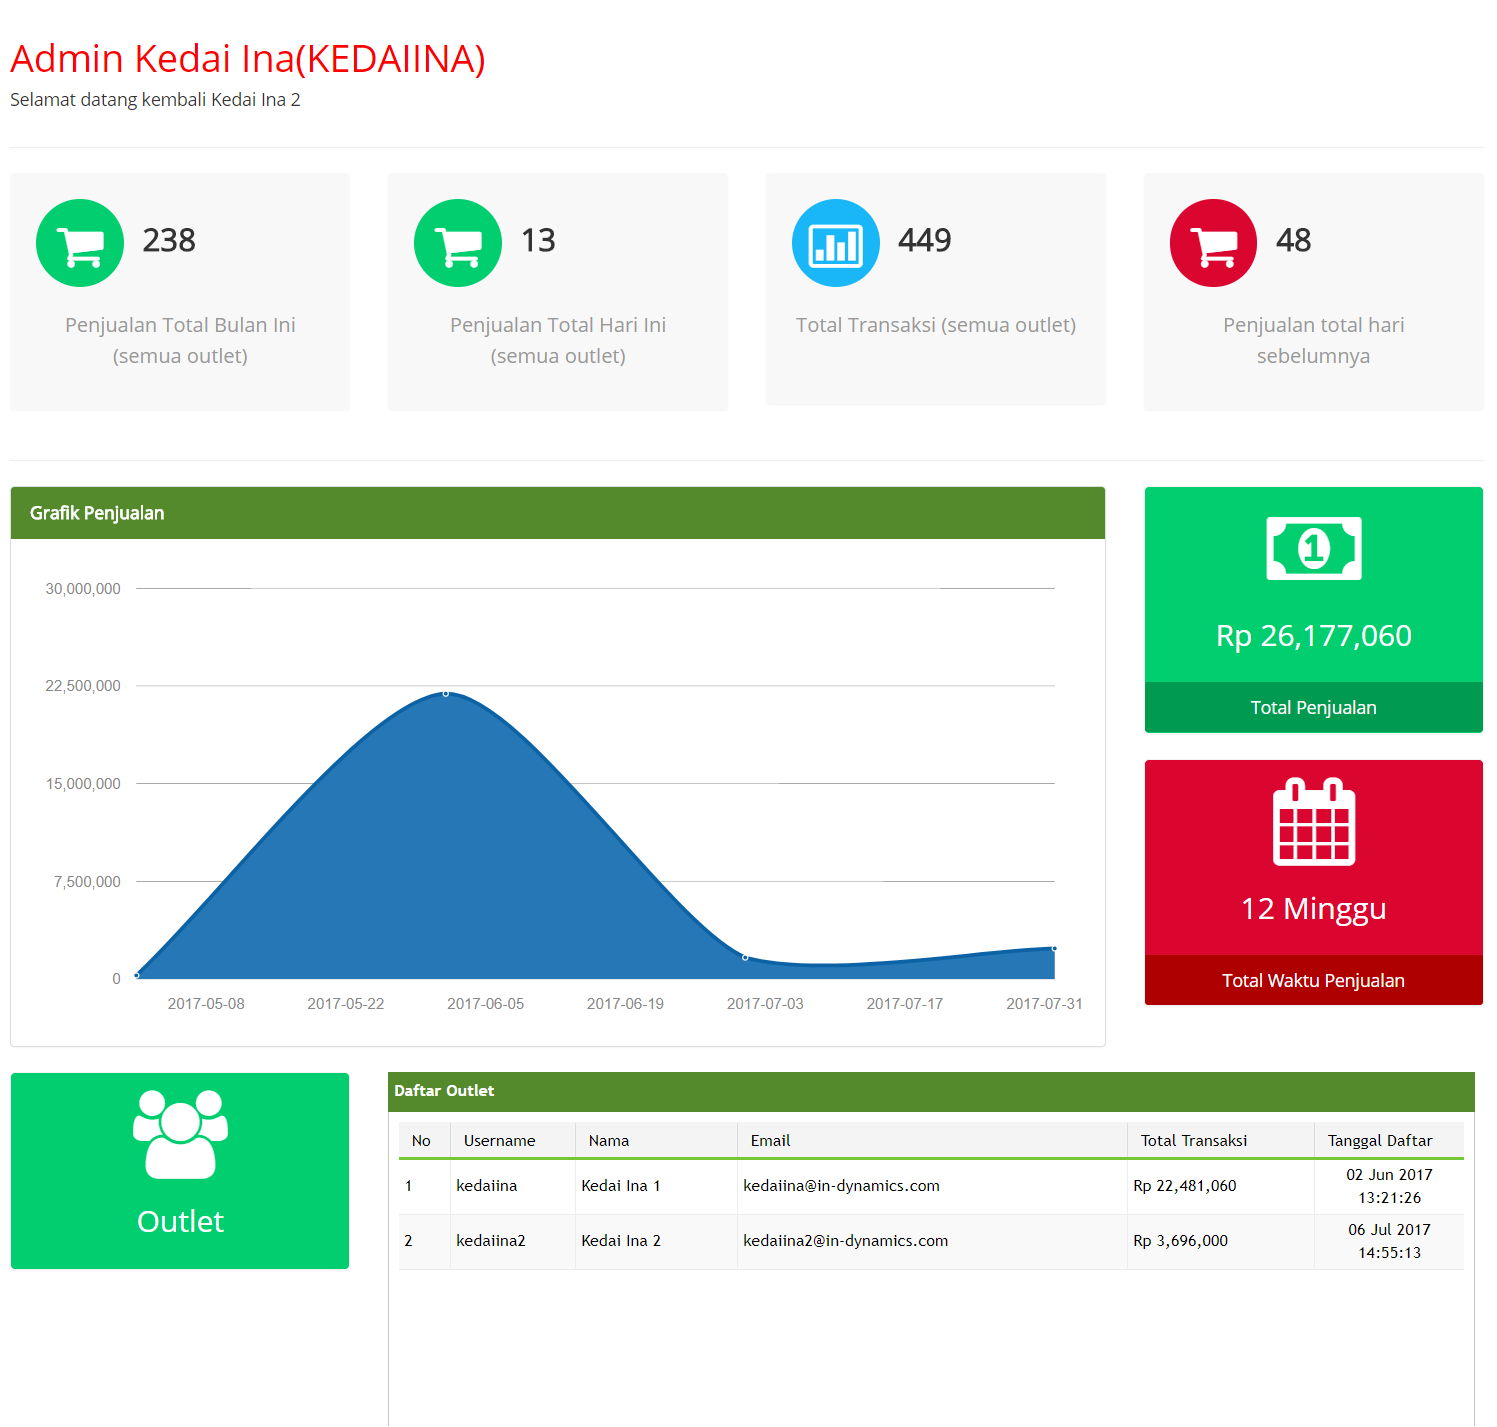 Admin Kedai Ina(KEDAIINA)
Selamat datang kembali Kedai Ina 2
238
Penjualan Total Bulan Ini
(semua outlet)
13
Penjualan Total Hari Ini
(semua outlet)
449
Total Transaksi (semua outlet)
48
Penjualan total hari
sebelumnya
Grafik Penjualan
30,000,000
22,500,000
15,000,000
7,500,000
0
2017-05-08 2017-05-22 2017-06-05 2017-06-19 2017-07-03 2017-07-17 2017-07-31
1
Rp 26,177,060
Total Penjualan
12 Minggu
Total Waktu Penjualan
Outlet
Daftar Outlet
No Username Nama Email Total Transaksi Tanggal Daftar
1 kedaiina Kedai Ina 1 kedaiina@in-dynamics.com Rp 22,481,060 02 Jun 2017
13:21:26
2 kedaiina2 Kedai Ina 2 kedaiina2@in-dynamics.com Rp 3,696,000 06 Jul 2017
14:55:13